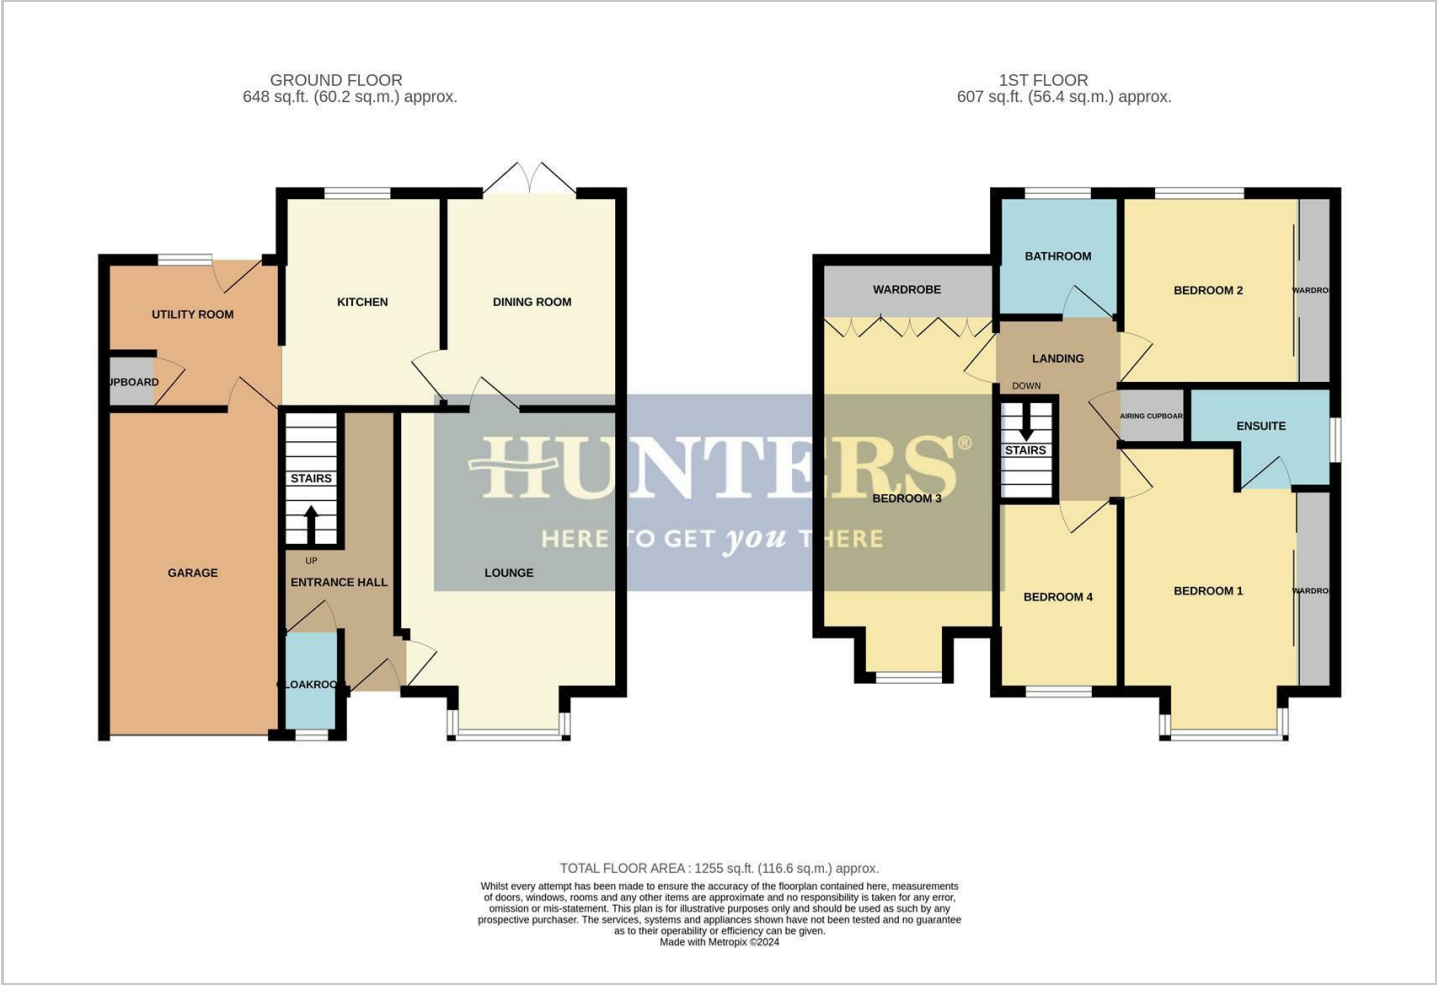 GROUND FLOOR
648 sq.ft. (60.2 sq.m.) approx.
1ST FLOOR
607 sq.ft. (56.4 sq.m.) approx.
UTILITY ROOM
KITCHEN
DINING ROOM
UPBOARD
STAIRS
UP
ENTRANCE HALL
GARAGE
LOUNGE
CLOAKROOM
BATHROOM
BEDROOM 2
WARDROBE
WARDRO
LANDING
DOWN
AIRING CUPBOAR
ENSUITE
STAIRS
BEDROOM 3
BEDROOM 4
BEDROOM 1
WARDRO
HUNTERS®
HERE TO GET you THERE
TOTAL FLOOR AREA : 1255 sq.ft. (116.6 sq.m.) approx.
Whilst every attempt has been made to ensure the accuracy of the floorplan contained here, measurements
of doors, windows, rooms and any other items are approximate and no responsibility is taken for any error,
omission or mis-statement. This plan is for illustrative purposes only and should be used as such by any
prospective purchaser. The services, systems and appliances shown have not been tested and no guarantee
as to their operability or efficiency can be given.
Made with Metropix ©2024